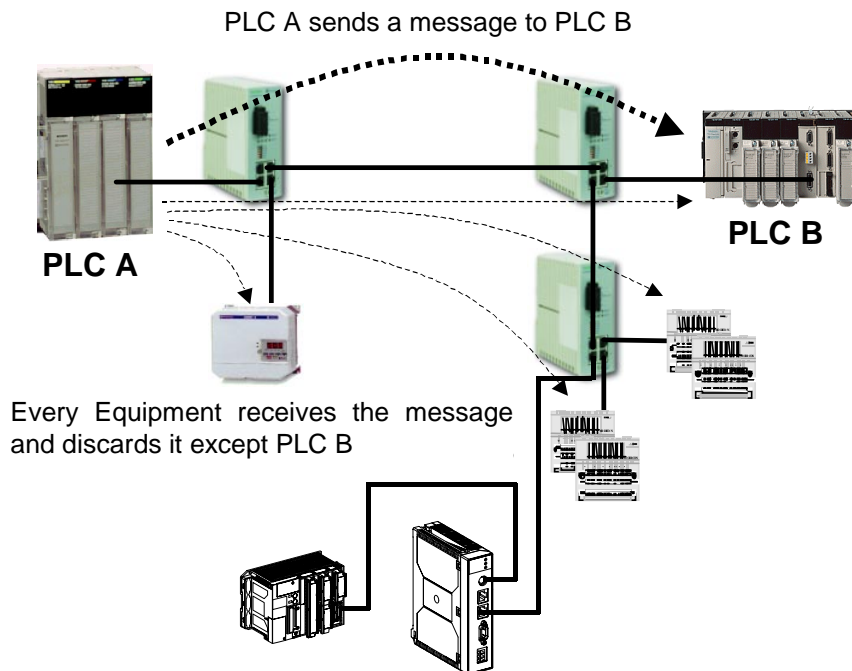 PLC A sends a message to PLC B
PLC B
PLC A
Every Equipment receives the message
and discards it except PLC B